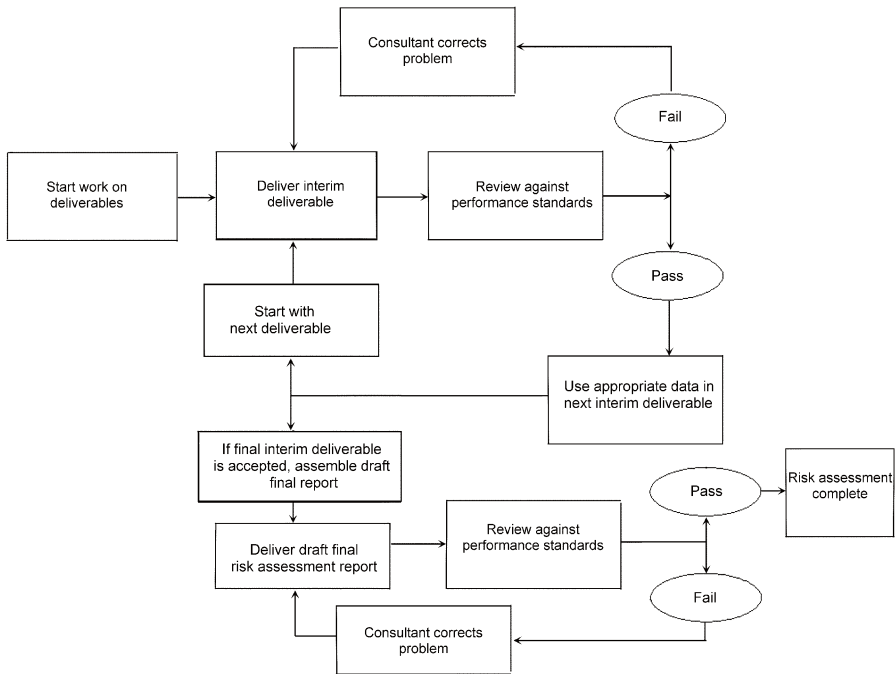 Consultant corrects
problem
Fail
Start work on
deliverables
Deliver interim
deliverable
Review against
performance standards
Pass
Start with
next deliverable
Use appropriate data in
next interim deliverable
If final interim deliverable
is accepted, assemble draft
final report
Risk assessment
complete
Pass
Review against
performance standards
Deliver draft final
risk assessment report
Fail
Consultant corrects
problem